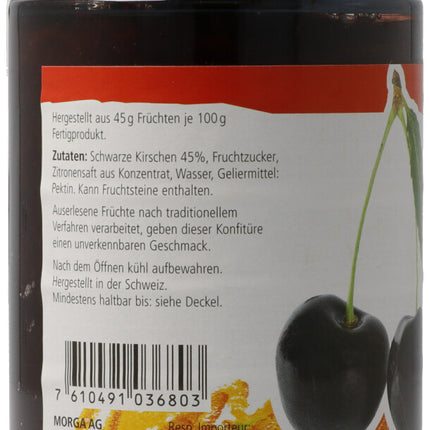 Hergestellt aus 45 g Früchten je 100 g
Fertigprodukt.
Zutaten: Schwarze Kirschen 45%, Fruchtzucker,
Zitronensaft aus Konzentrat, Wasser, Geliermittel:
Pektin. Kann Fruchtsteine enthalten.
Auserlesene Früchte nach traditionellem
Verfahren verarbeitet, geben dieser Konfitüre
einen unverkennbaren Geschmack.
Nach dem Öffnen kühl aufbewahren.
Hergestellt in der Schweiz.
Mindestens haltbar bis: siehe Deckel.
7 610491 036803
MORGA AG
Resp. Importeur: